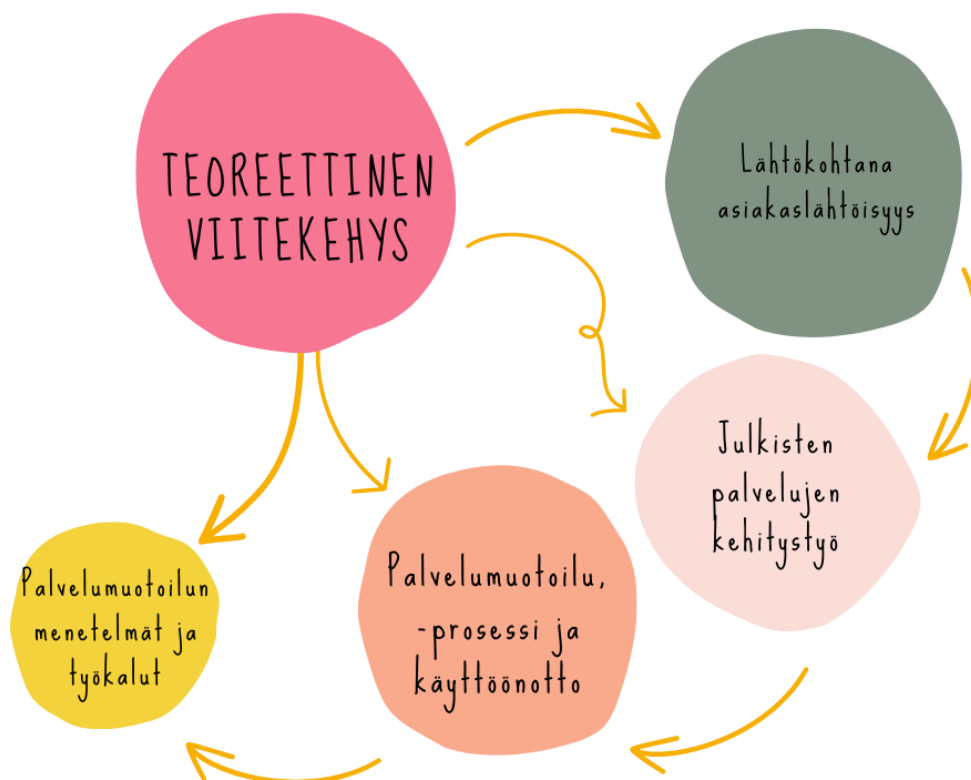 TEOREETTINEN
VIITEKEHYS
Lähtökohtana
asiakaslähtöisyys
Julkisten
palvelujen
kehitystyö
Palvelumuotoilu,
-prosessi ja
käyttöönotto
Palvelumuotoilun
menetelmät ja
työkalut